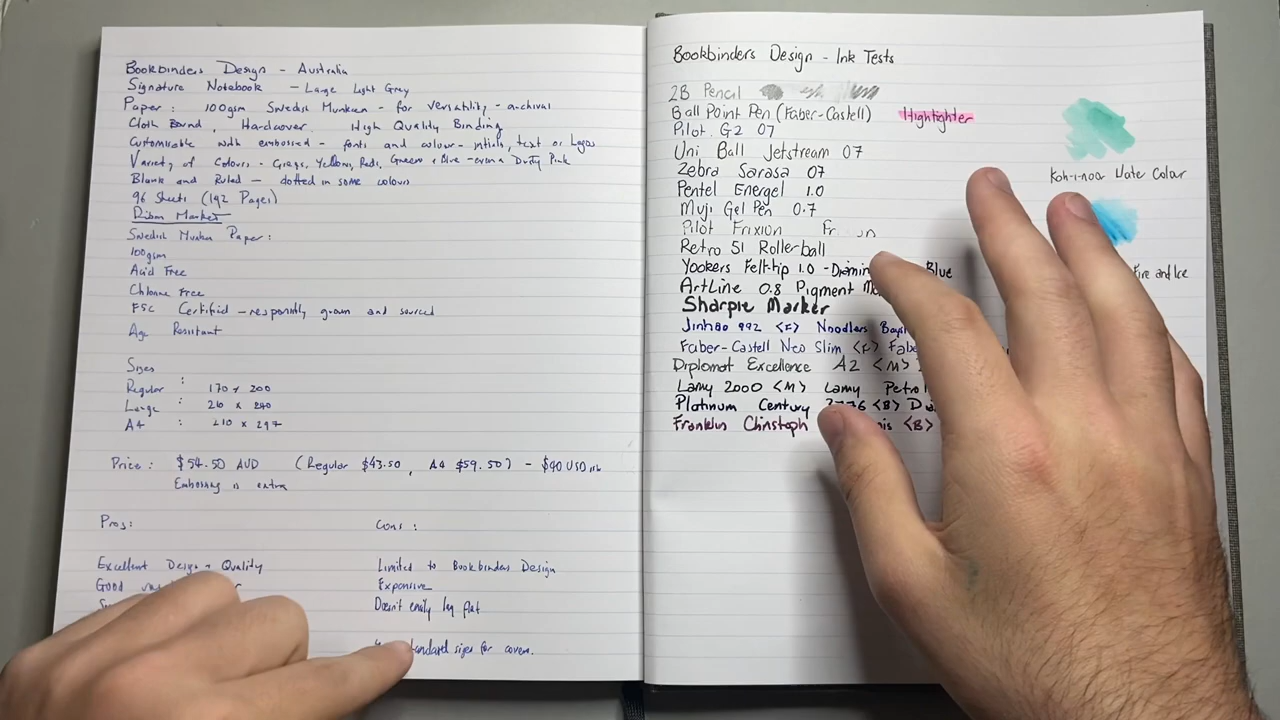 Bookbinders Design - Australia
Signature Notebook - Large Light Grey
Paper: 100gsm Swedish Munken - for versatility - archival
Cloth Bound, Hardcover. High Quality Binding
Customisable with embossed - fonts and colour - initials, text or Logos
Variety of Colours - Greys, Yellows, Reds, Greens + Blue - even a Dusty Pink
Blank and Ruled - dotted in some colours
96 Sheets (192 Pages)
Ribon Market
Swedish Munken Paper:
100gsm
Acid Free
Chlorine Free
FSC Certified - responsibly grown and sourced
Age Resistant
Sizes
Regular : 170 x 200
Large : 210 x 240
A4 : 210 x 297
Price: $54.50 AUD (Regular $43.50, A4 $59.50) - $40 USD
Embossing is extra
Pros:
Excellent Design + Quality
Good
Cons:
Limited to Bookbinders Design
Expensive
Doesn't easily lay flat
standard sizes for covers.
Bookbinders Design - Ink Tests
2B Pencil
Ball Point Pen (Faber-Castell) Highlighter
Pilot G2 07
Uni Ball Jetstream 07
Zebra Sarasa 07
Pentel Energel 1.0
Muji Gel Pen 0.7
Pilot Frixion
Retro 51 Rollerball
Yookers Felt-tip 1.0 - Blue
ArtLine 0.8 Pigment
Sharpie Marker
Jinhao 992 <F> Noodlers
Faber-Castell Neo Slim <F>
Diplomat Excellence A2 <M>
Lamy 2000 <M> Lamy
Platinum Century 3776 <B>
Franklin Christoph <B>
Koh-i-noor Water Colour
Fire and Ice